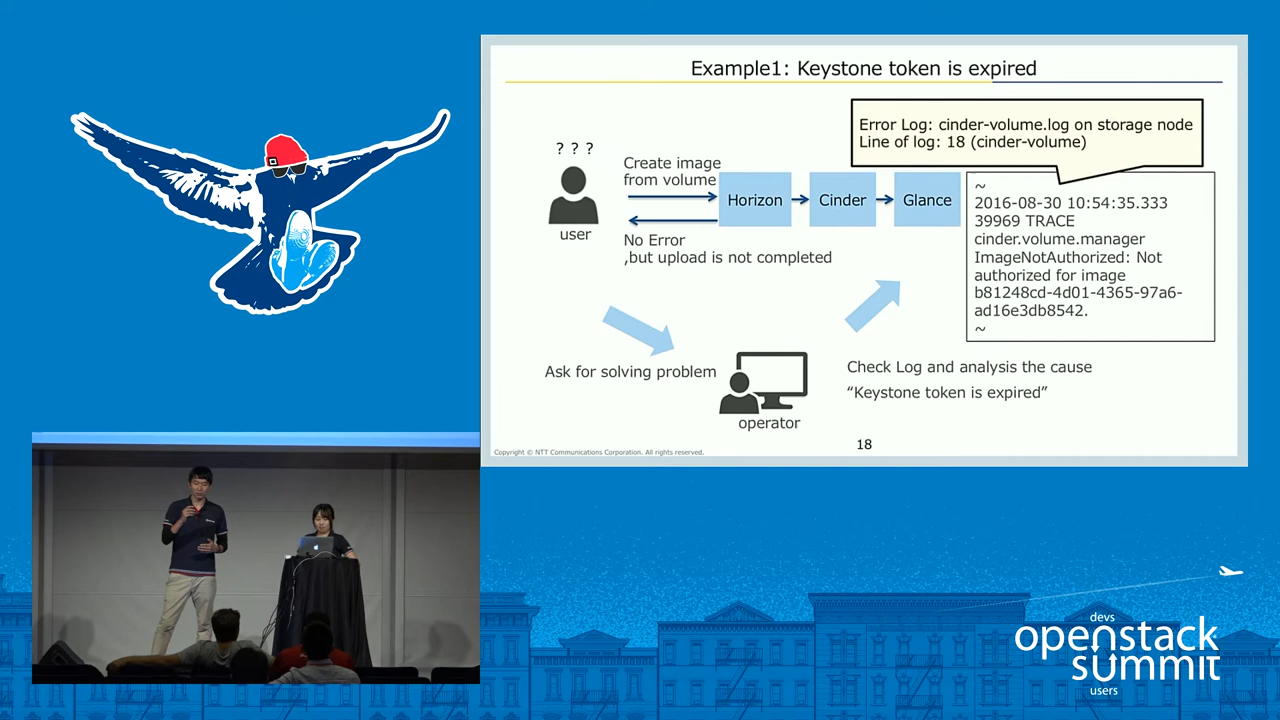 Example1: Keystone token is expired
Error Log: cinder-volume.log on storage node
Line of log: 18 (cinder-volume)
? ? ?
user
Create image
from volume
Horizon
Cinder
Glance
No Error
,but upload is not completed
~
2016-08-30 10:54:35.333
39969 TRACE
cinder.volume.manager
ImageNotAuthorized: Not
authorized for image
b81248cd-4d01-4365-97a6-
ad16e3db8542.
~
Ask for solving problem
operator
Check Log and analysis the cause
“Keystone token is expired”
18
Copyright © NTT Communications Corporation. All rights reserved.
devs
openstack
summit
users